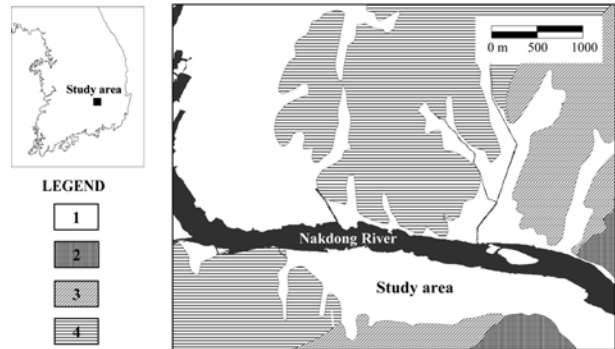 Study area
LEGEND
1
2
3
4
0 m 500 1000
Nakdong River
Study area